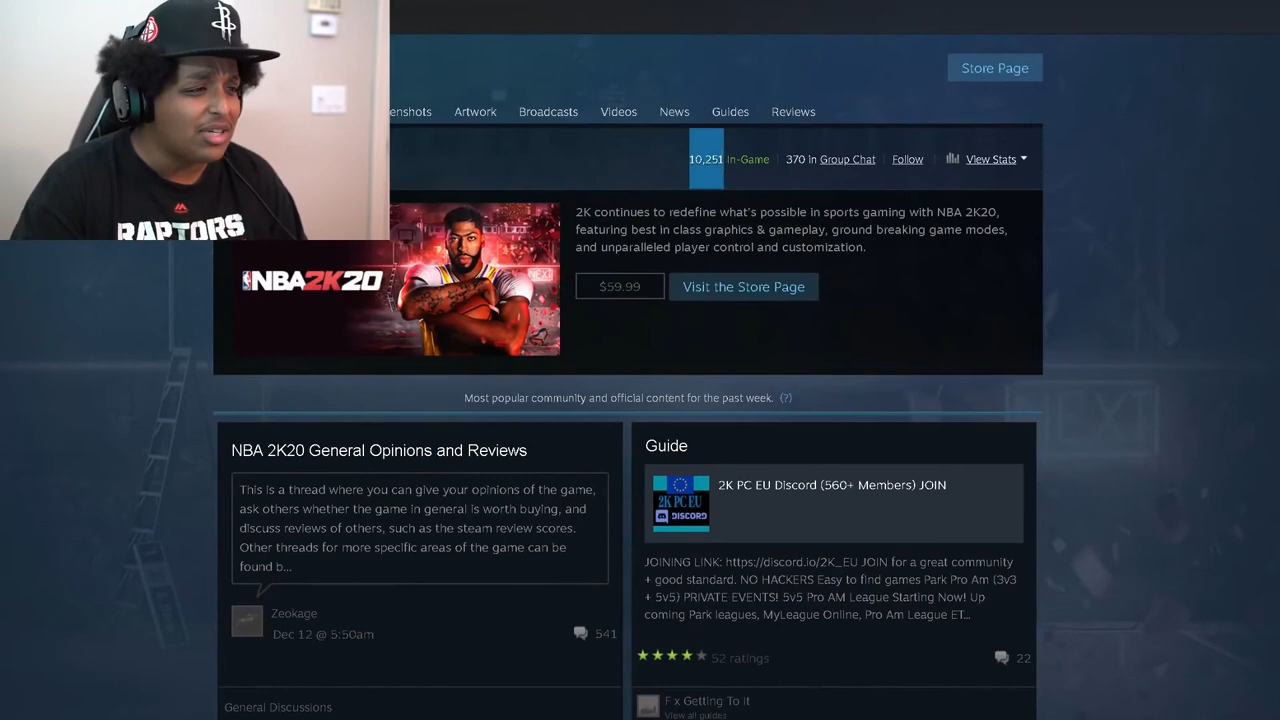 Store Page
enshots Artwork Broadcasts Videos News Guides Reviews
10,251 In-Game 370 in Group Chat Follow View Stats
RAPTORS
NBA2K20
NEXT
2K continues to redefine what's possible in sports gaming with NBA 2K20,
featuring best in class graphics & gameplay, ground breaking game modes,
and unparalleled player control and customization.
$59.99 Visit the Store Page
Most popular community and official content for the past week. (?)
NBA 2K20 General Opinions and Reviews
This is a thread where you can give your opinions of the game,
ask others whether the game in general is worth buying, and
discuss reviews of others, such as the steam review scores.
Other threads for more specific areas of the game can be
found b...
Zeokage
Dec 12 @ 5:50am
541
General Discussions
Guide
2K PC EU
DISCORD
2K PC EU Discord (560+ Members) JOIN
JOINING LINK: https://discord.io/2K_EU JOIN for a great community
+ good standard. NO HACKERS Easy to find games Park Pro Am (3v3
+ 5v5) PRIVATE EVENTS! 5v5 Pro AM League Starting Now! Up
coming Park leagues, MyLeague Online, Pro Am League ET...
52 ratings
22
F x Getting To It
View all guides